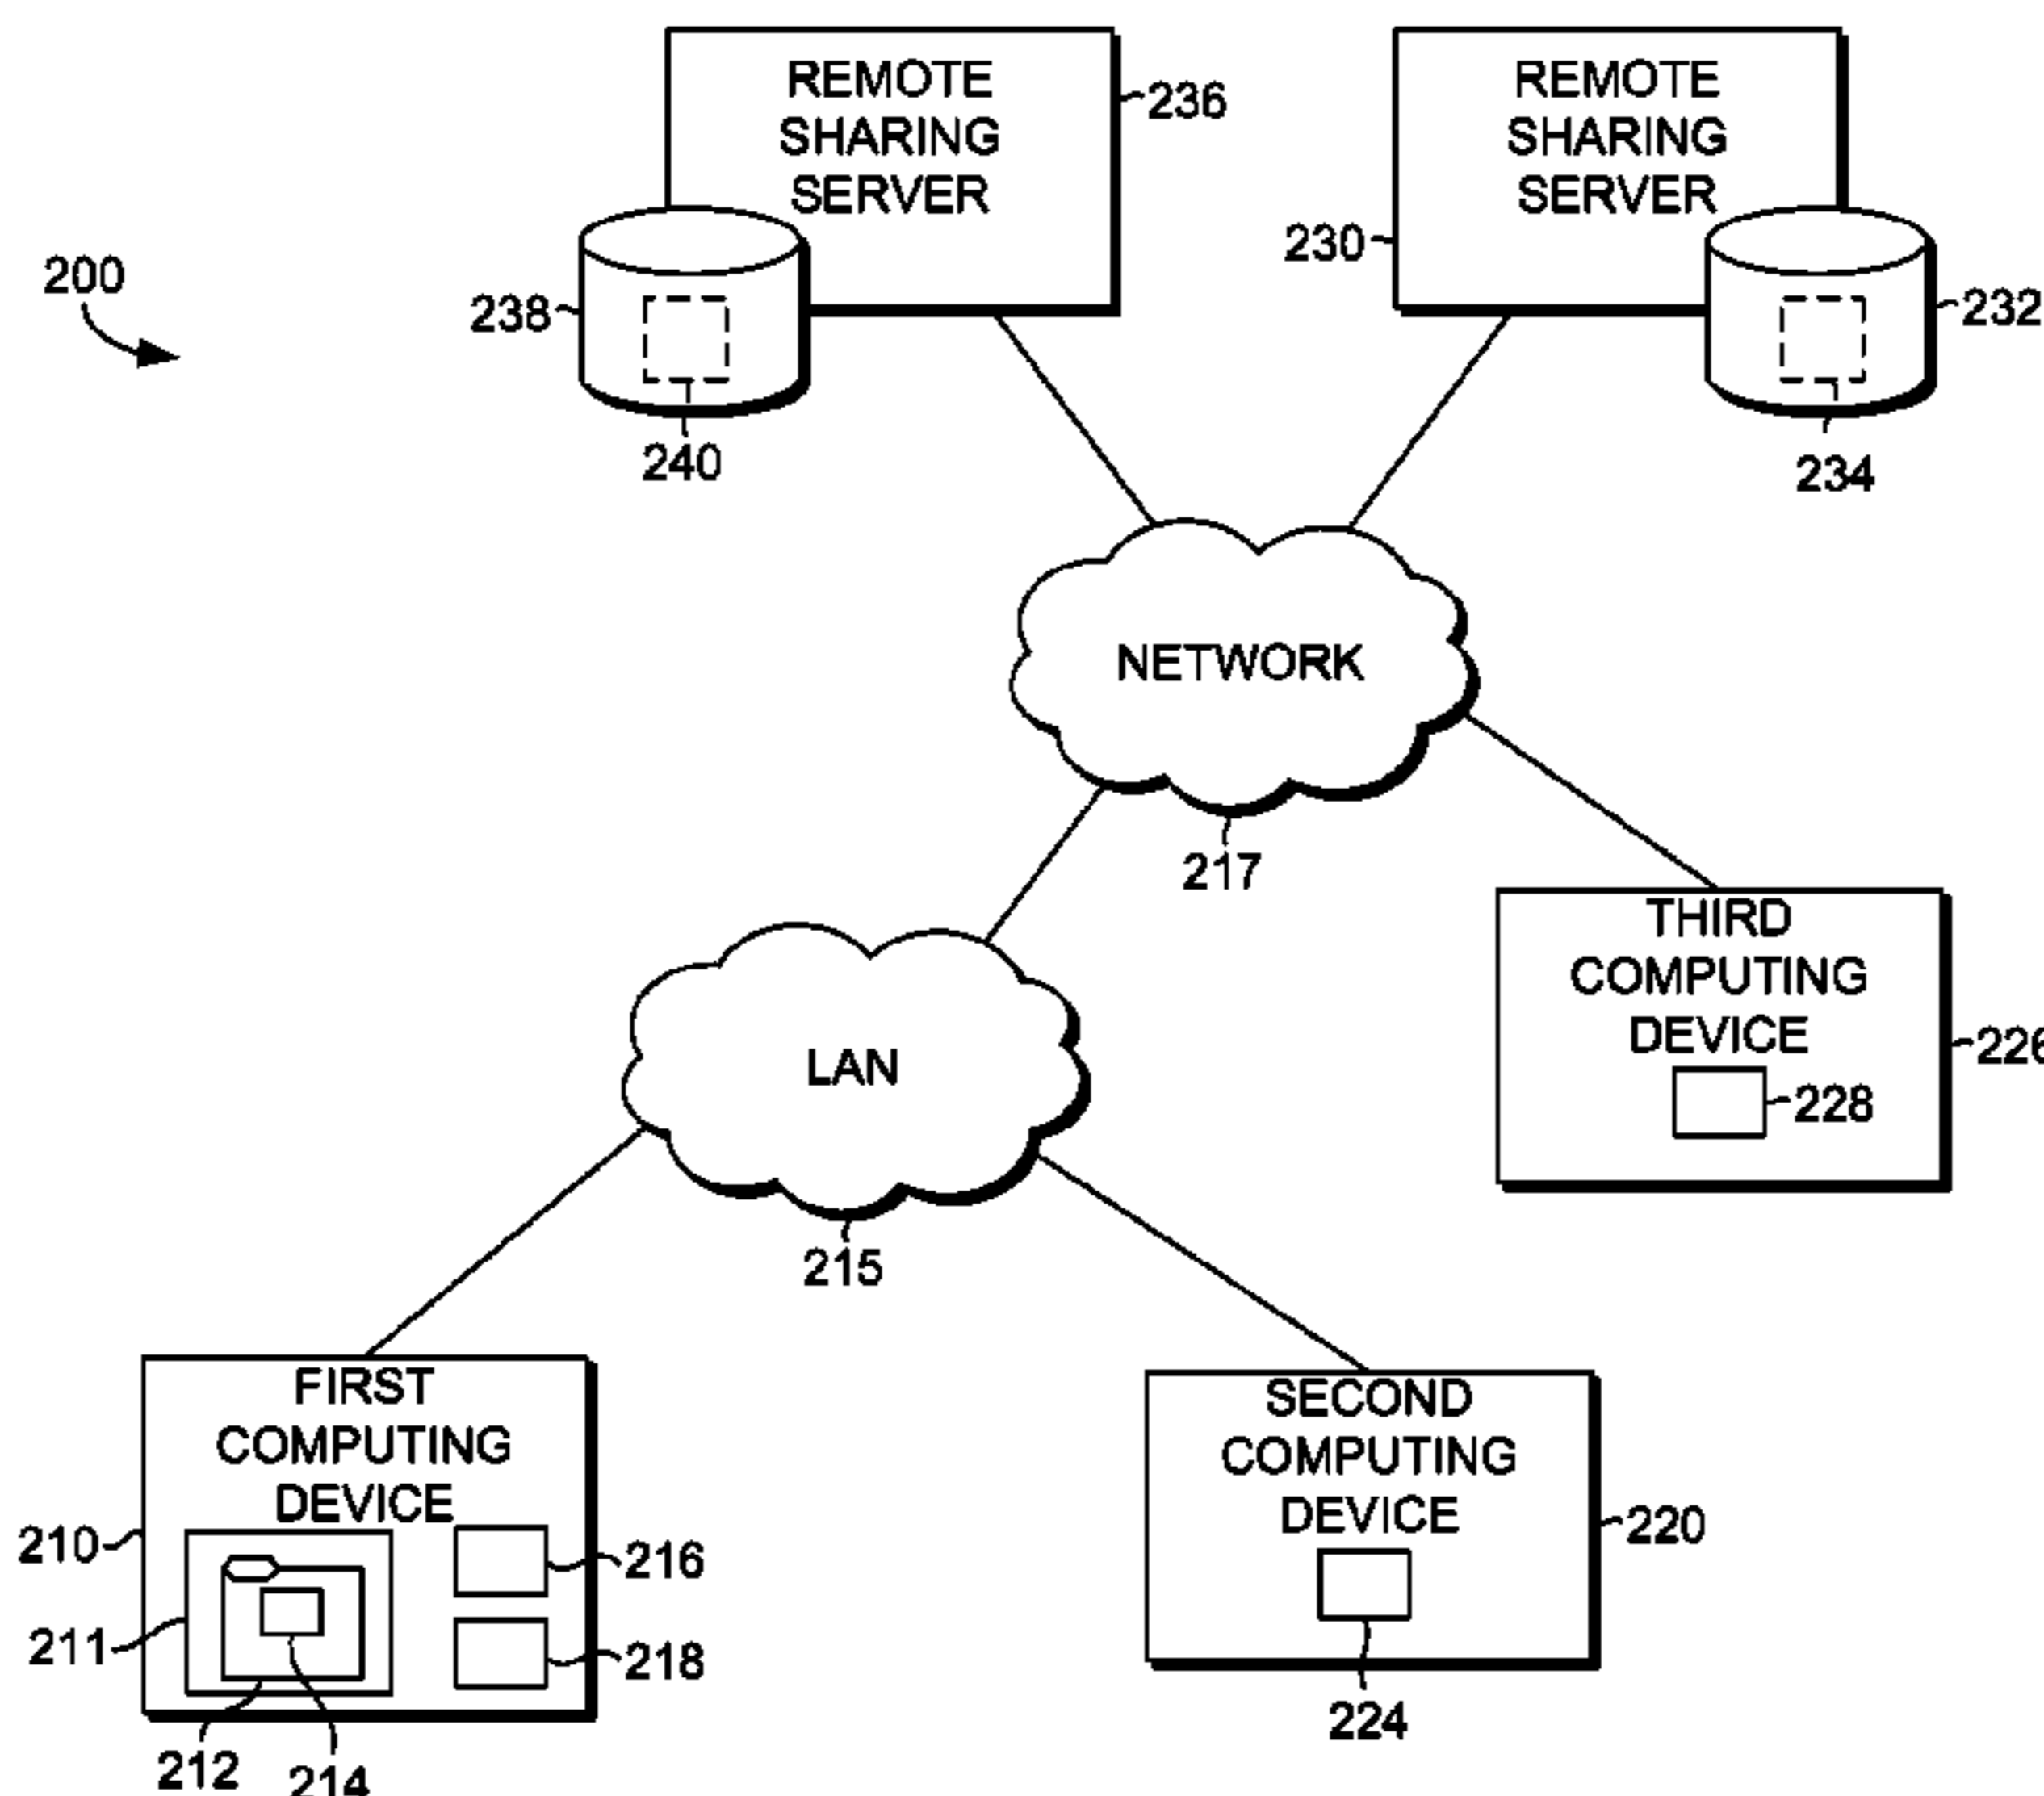 REMOTE
SHARING
SERVER
236
REMOTE
SHARING
SERVER
230
200
238
232
240
234
NETWORK
217
THIRD
COMPUTING
DEVICE
226
228
LAN
215
FIRST
COMPUTING
DEVICE
210
216
211
218
212
214
SECOND
COMPUTING
DEVICE
220
224